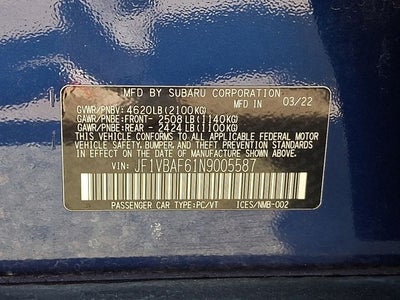 MFD BY SUBARU CORPORATION
GVWR/PNBV: 4620LB(2100KG) 03/22
GAWR/PNBE:FRONT- 2508LB(1140KG)
GAWR/PNBE:REAR - 2424LB(1100KG)
THIS VEHICLE CONFORMS TO ALL APPLICABLE FEDERAL MOTOR
VEHICLE SAFETY, BUMPER, AND THEFT PREVENTION STANDARDS
IN EFFECT ON THE DATE OF MANUFACTURE SHOWN ABOVE.
VIN: JF1VBAF61N9005587
PASSENGER CAR TYPE:PC/VT ICES/NMB-002